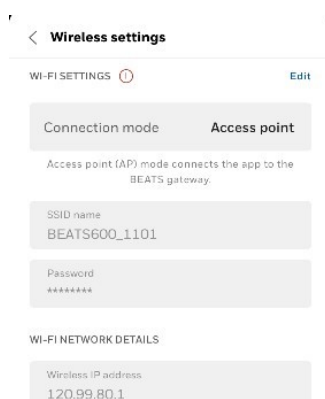 Wireless settings
WI-FI SETTINGS Edit
Connection mode Access point
Access point (AP) mode connects the app to the
BEATS gateway.
SSID name
BEATS600_1101
Password
********
WI-FI NETWORK DETAILS
Wireless IP address
120.99.80.1